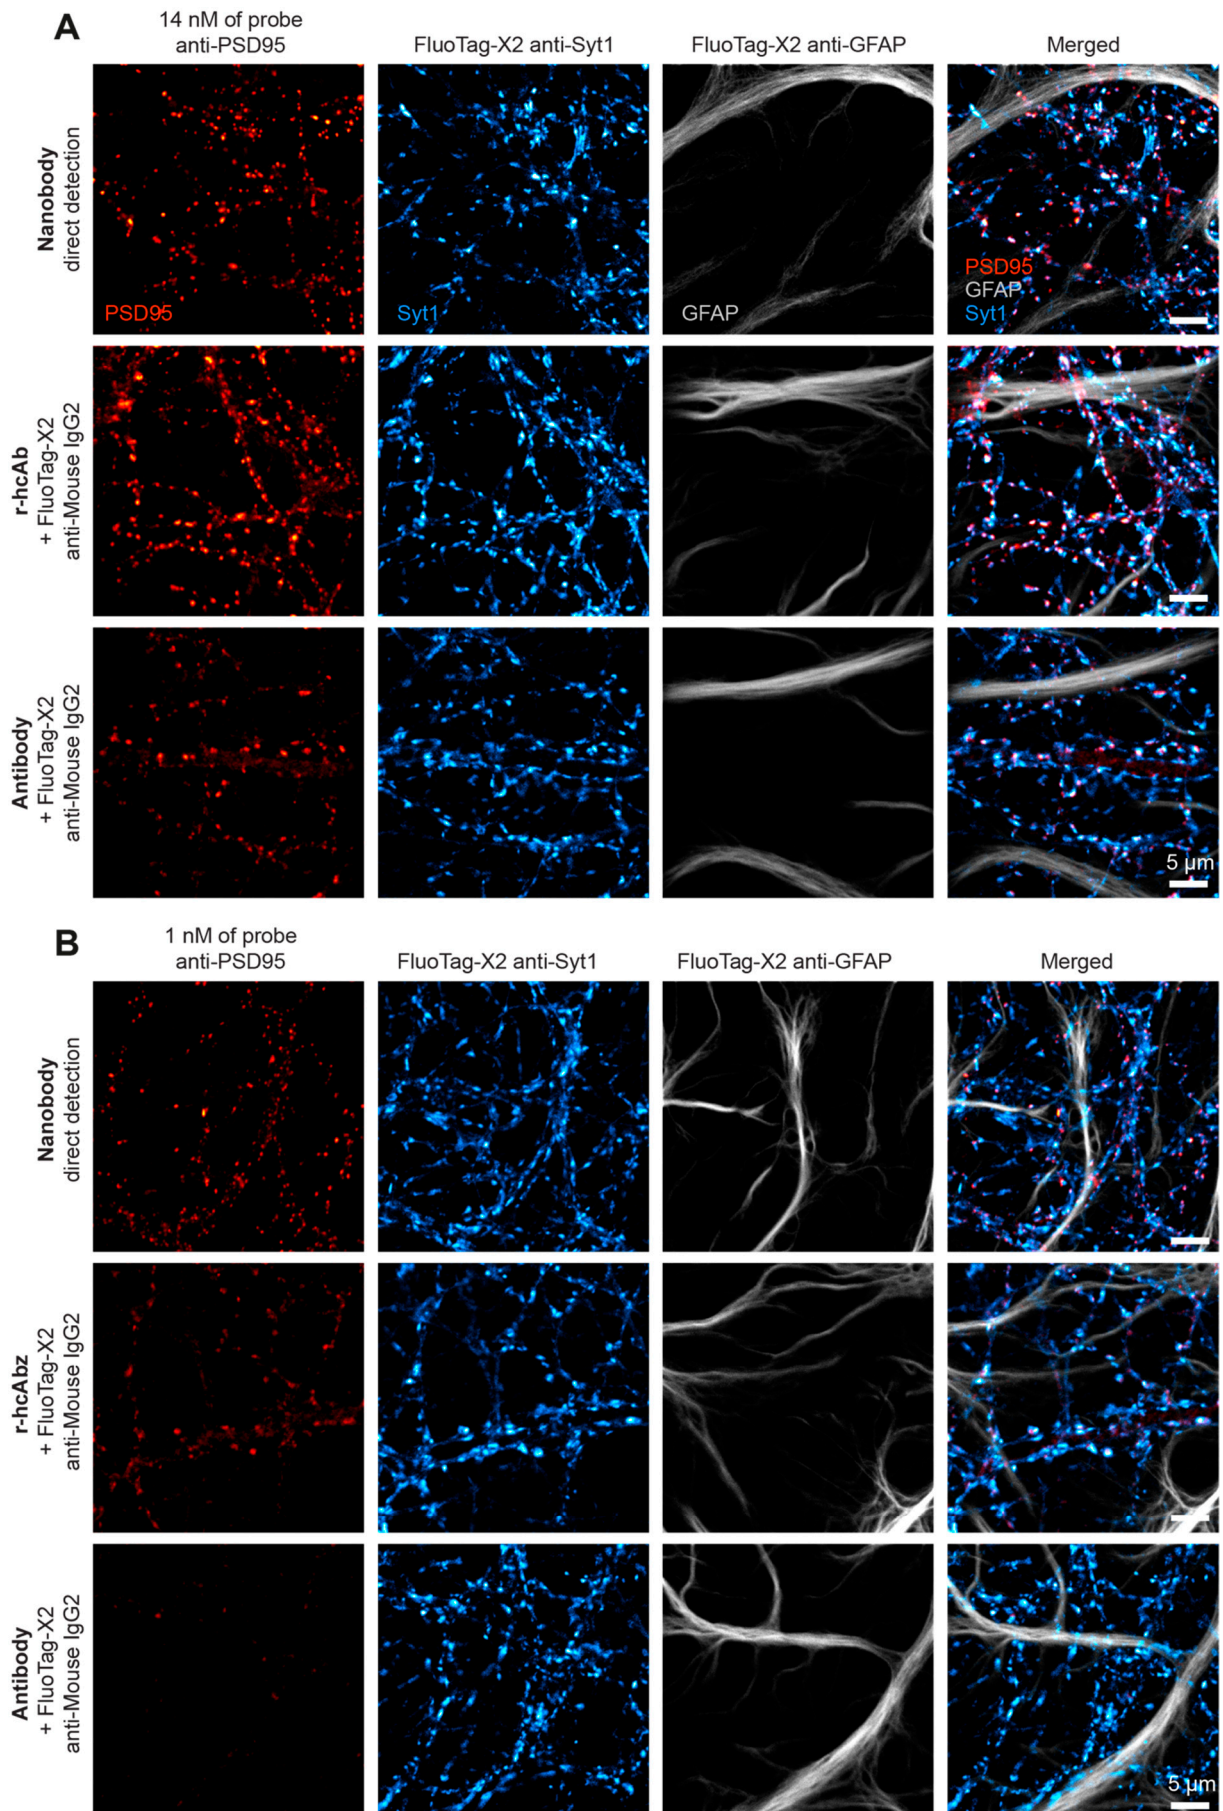 A
14 nM of probe
anti-PSD95
FluoTag-X2 anti-Syt1
FluoTag-X2 anti-GFAP
Merged
Nanobody
direct detection
PSD95
Syt1
GFAP
PSD95
GFAP
Syt1
r-hcAb
+ FluoTag-X2
anti-Mouse IgG2
Antibody
+ FluoTag-X2
anti-Mouse IgG2
5 µm
B
1 nM of probe
anti-PSD95
FluoTag-X2 anti-Syt1
FluoTag-X2 anti-GFAP
Merged
Nanobody
direct detection
r-hcAbz
+ FluoTag-X2
anti-Mouse IgG2
Antibody
+ FluoTag-X2
anti-Mouse IgG2
5 µm